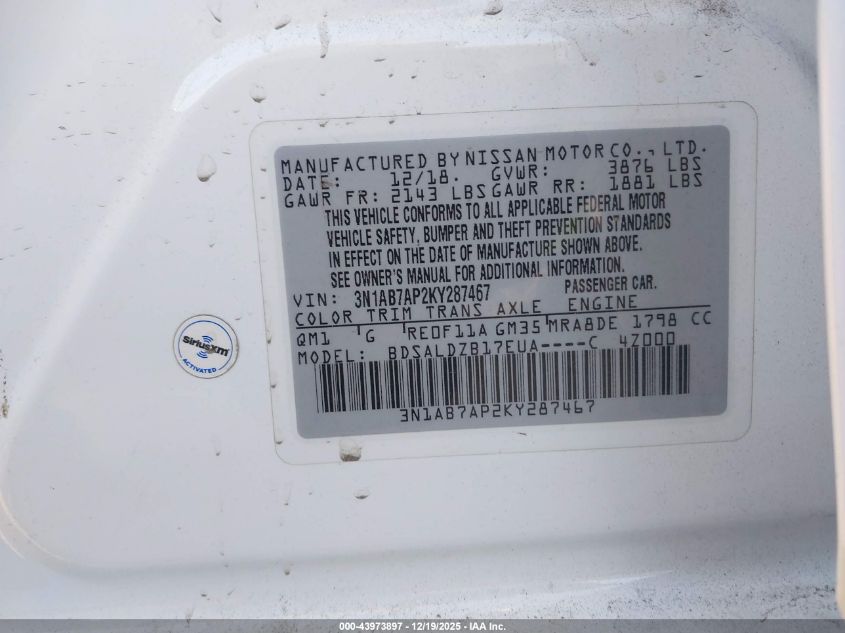 MANUFACTURED BY NISSAN MOTOR CO., LTD.
DATE: 12/18. GVWR: 3876 LBS
GAWR FR: 2143 LBS GAWR RR: 1881 LBS
THIS VEHICLE CONFORMS TO ALL APPLICABLE FEDERAL MOTOR
VEHICLE SAFETY, BUMPER AND THEFT PREVENTION STANDARDS
IN EFFECT ON THE DATE OF MANUFACTURE SHOWN ABOVE.
SEE OWNER'S MANUAL FOR ADDITIONAL INFORMATION.
VIN: 3N1AB7AP2KY287467 PASSENGER CAR.
COLOR TRIM TRANS AXLE ENGINE
QM1 G RE0F11A GM35 MRA8DE 1798 CC
MODEL: BDSALDZB17EUA----C 4Z000
3N1AB7AP2KY287467
SiriusXM
ACTIVATED
000-43973897 - 12/19/2025 - IAA Inc.